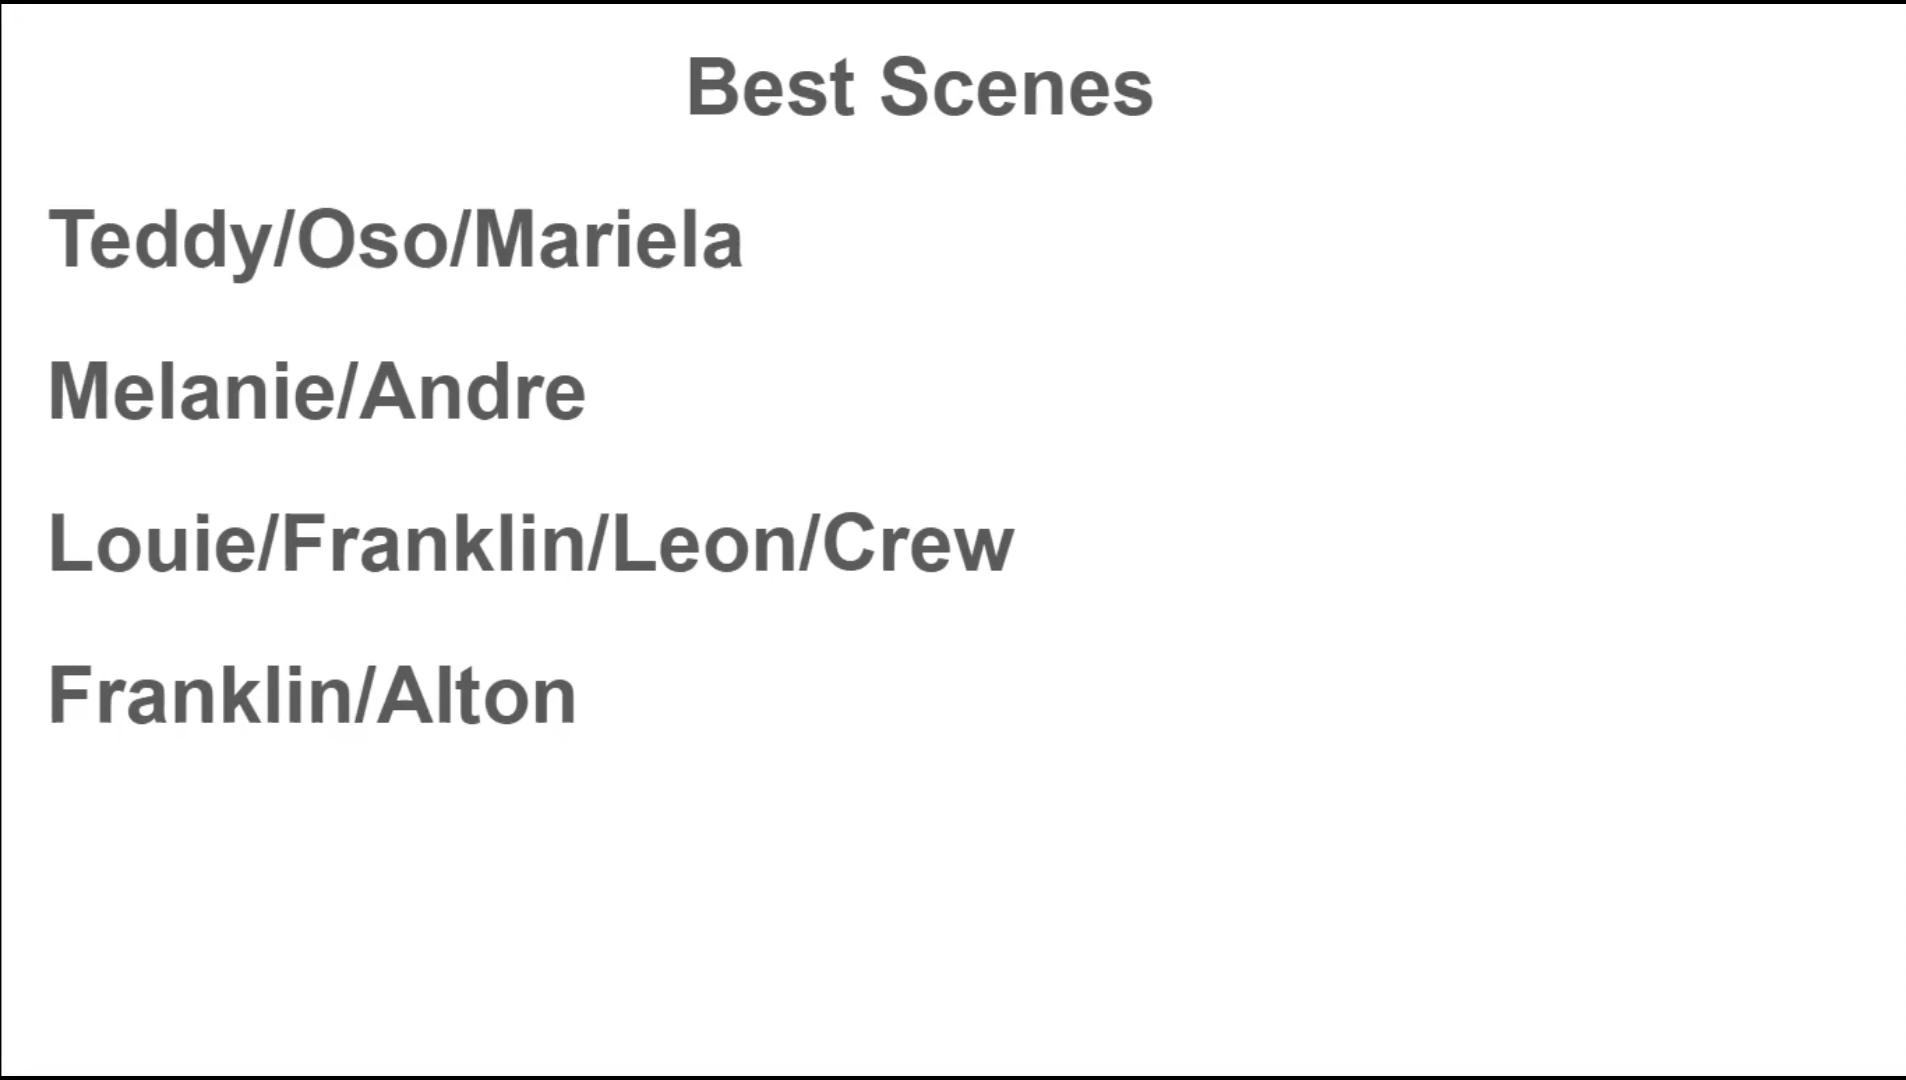 Best Scenes
Teddy/Oso/Mariela
Melanie/Andre
Louie/Franklin/Leon/Crew
Franklin/Alton